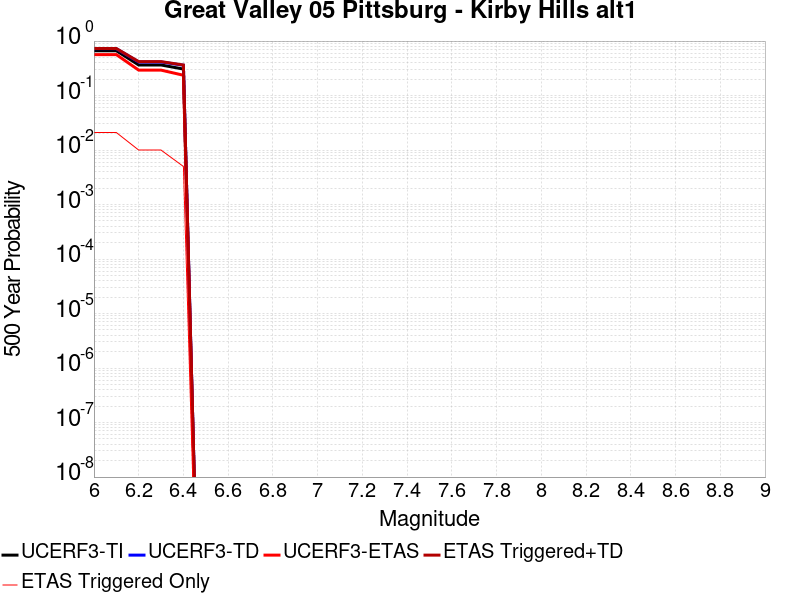 Great Valley 05 Pittsburg - Kirby Hills alt1
10^0
10^-1
10^-2
10^-3
10^-4
10^-5
10^-6
10^-7
10^-8
500 Year Probability
6 6.2 6.4 6.6 6.8 7 7.2 7.4 7.6 7.8 8 8.2 8.4 8.6 8.8 9
Magnitude
UCERF3-TI UCERF3-TD UCERF3-ETAS ETAS Triggered+TD
ETAS Triggered Only